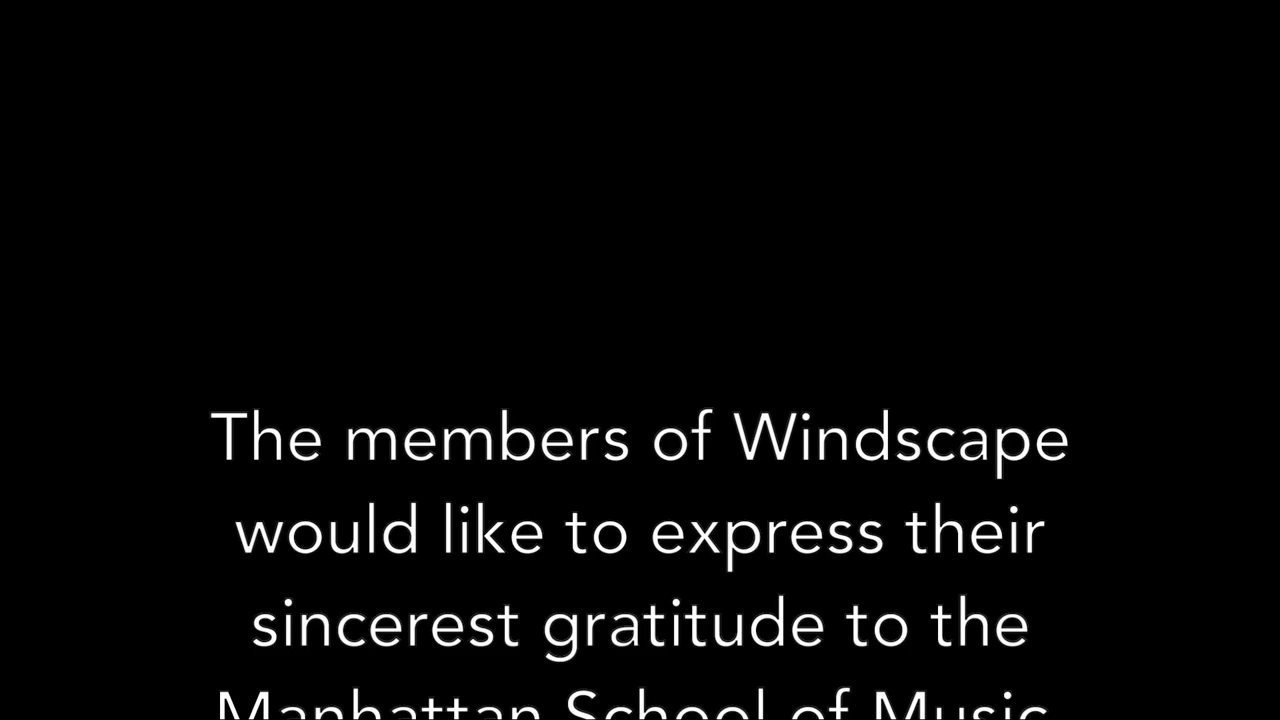 The members of Windscape
would like to express their
sincerest gratitude to the
Manhattan School of Music